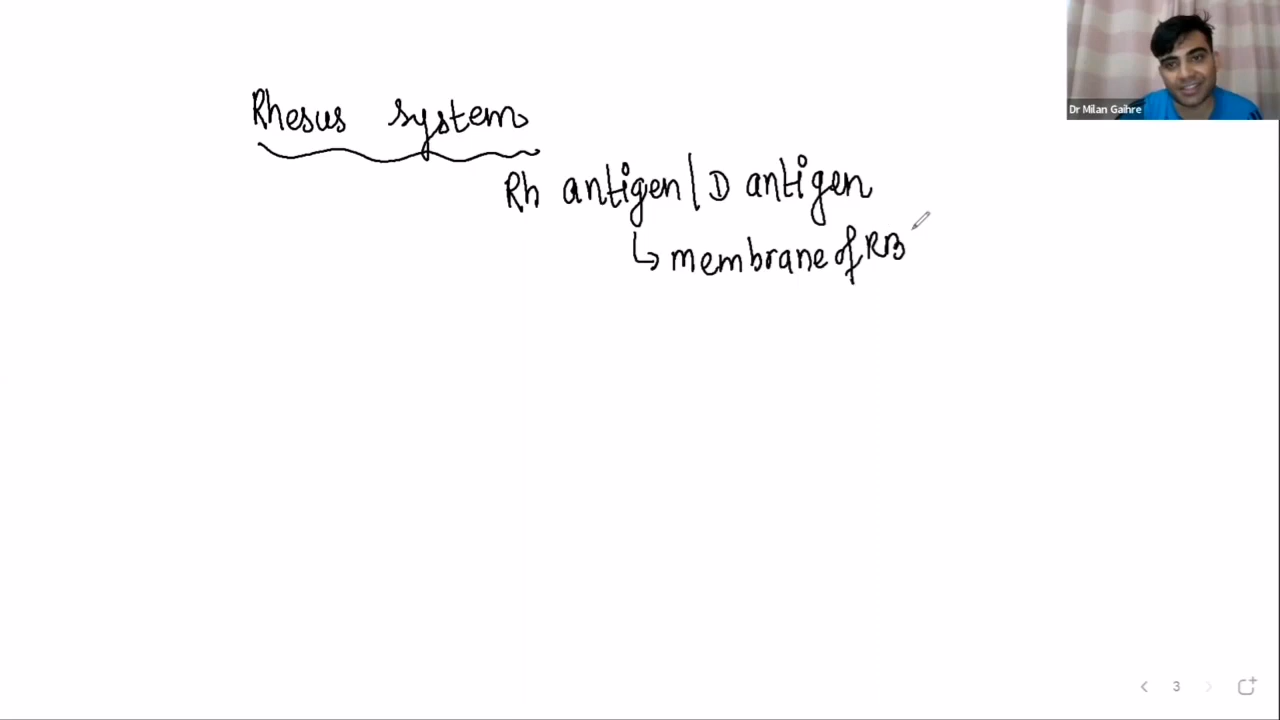 Rhesus system
Rh antigen/D antigen
↳ membrane of RB
Dr Milan Gaihre
3